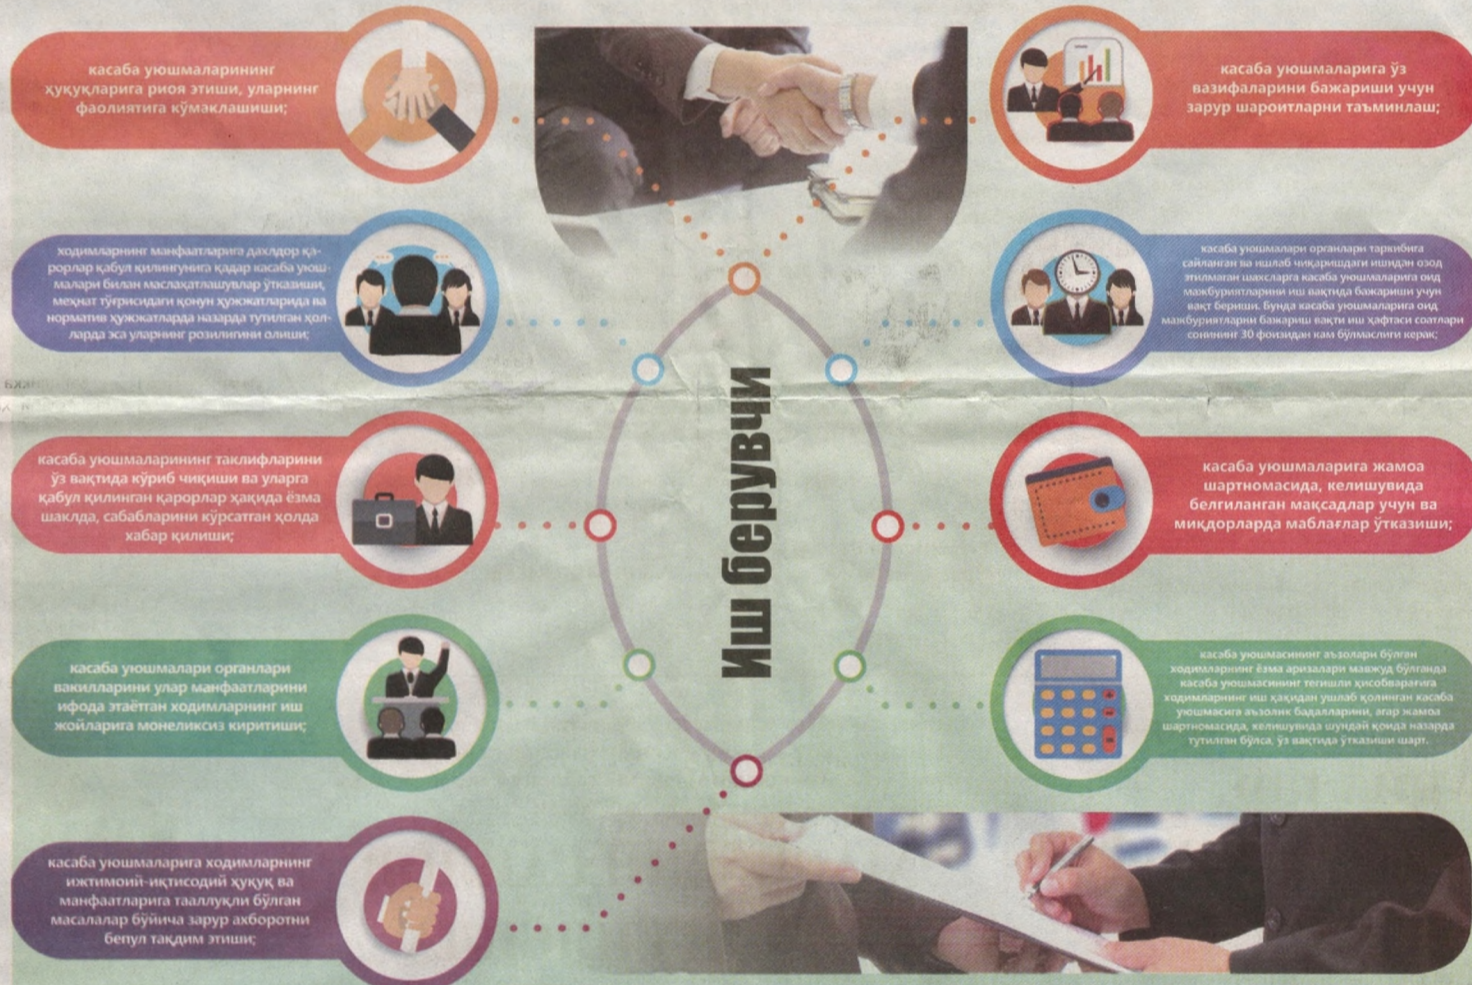 касаба уюшмаларининг
ҳуқуқларига риоя этиши, уларнинг
фаолиятига кўмаклашиши;
ходимларнинг манфаатларига дахлдор қа-
рорлар қабул қилингунига қадар касаба уюш-
малари билан маслаҳатлашувлар ўтказиши,
меҳнат тўғрисидаги қонун ҳужжатларида ва
норматив ҳужжатларда назарда тутилган ҳол-
ларда эса уларнинг розилигини олиши;
касаба уюшмаларининг таклифларини
ўз вақтида кўриб чиқиши ва уларга
қабул қилинган қарорлар ҳақида ёзма
шаклда, сабабларини кўрсатган ҳолда
хабар қилиши;
касаба уюшмалари органлари
вакилларини улар манфаатларини
ифода этаётган ходимларнинг иш
жойларига монеликсиз киритиши;
касаба уюшмаларига ходимларнинг
ижтимоий-иқтисодий ҳуқуқ ва
манфаатларига тааллуқли бўлган
масалалар бўйича зарур ахборотни
бепул тақдим этиши;
Иш берувчи
касаба уюшмаларига ўз
вазифаларини бажариши учун
зарур шароитларни таъминлаш;
касаба уюшмалари органлари таркибига
сайланган ва ишлаб чиқаришдаги ишидан озод
этилмаган шахсларга касаба уюшмаларига оид
мажбуриятларини иш вақтида бажариши учун
вақт бериши. Бунда касаба уюшмаларига оид
мажбуриятларни бажариш вақти иш ҳафтаси соатлари
сонининг 30 фоизидан кам бўлмаслиги керак;
касаба уюшмаларига жамоа
шартномасида, келишувида
белгиланган мақсадлар учун ва
миқдорларда маблағлар ўтказиши;
касаба уюшмасининг аъзолари бўлган
ходимларнинг ёзма аризалари мавжуд бўлганда
касаба уюшмасининг тегишли ҳисобварағига
ходимларнинг иш ҳақидан ушлаб қолинган касаба
уюшмасига аъзолик бадалларини, агар жамоа
шартномасида, келишувида шундай қоида назарда
тутилган бўлса, ўз вақтида ўтказиши шарт.